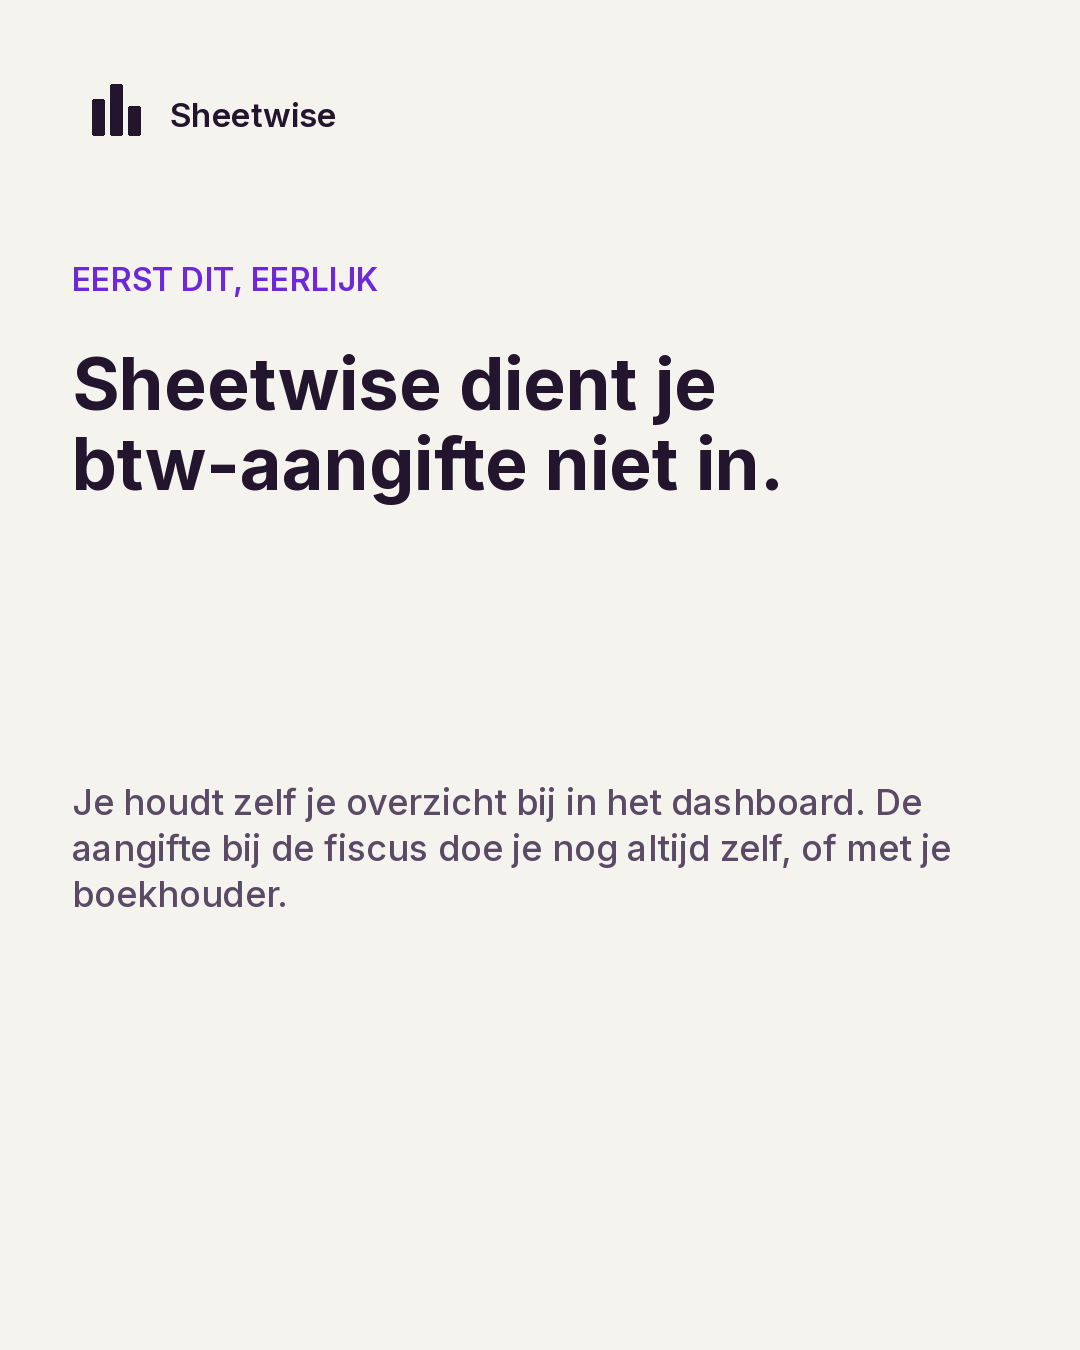 Sheetwise
EERST DIT, EERLIJK
Sheetwise dient je
btw-aangifte niet in.
Je houdt zelf je overzicht bij in het dashboard. De
aangifte bij de fiscus doe je nog altijd zelf, of met je
boekhouder.